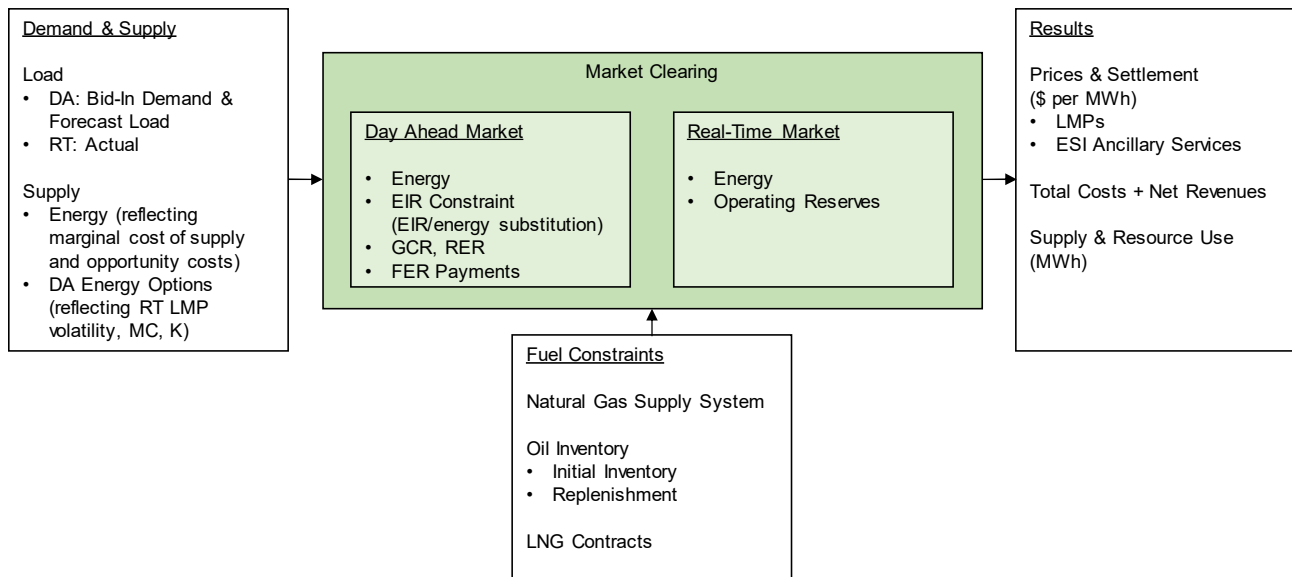 Demand & Supply
Load
• DA: Bid-In Demand &
Forecast Load
• RT: Actual
Supply
• Energy (reflecting
marginal cost of supply
and opportunity costs)
• DA Energy Options
(reflecting RT LMP
volatility, MC, K)
Market Clearing
Day Ahead Market
• Energy
• EIR Constraint
(EIR/energy substitution)
• GCR, RER
• FER Payments
Real-Time Market
• Energy
• Operating Reserves
Fuel Constraints
Natural Gas Supply System
Oil Inventory
• Initial Inventory
• Replenishment
LNG Contracts
Results
Prices & Settlement
($ per MWh)
• LMPs
• ESI Ancillary Services
Total Costs + Net Revenues
Supply & Resource Use
(MWh)